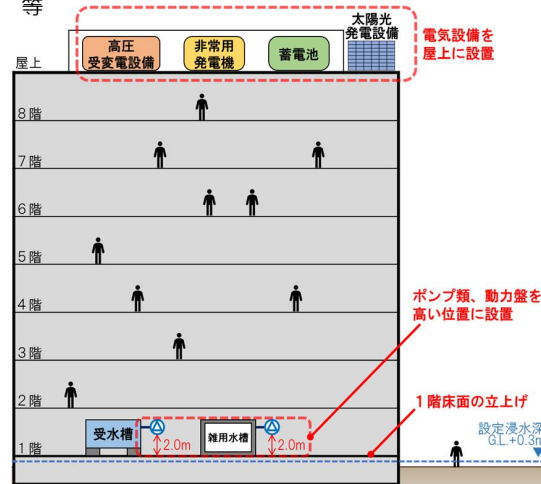 等
太陽光
発電設備
高圧
受変電設備
非常用
発電機
蓄電池
電気設備を
屋上に設置
屋上
8階
7階
6階
5階
4階
3階
2階
1階
ポンプ類、動力盤を
高い位置に設置
1階床面の立上げ
受水槽
2.0m
雑用水槽
2.0m
設定浸水深
G.L.+0.3m